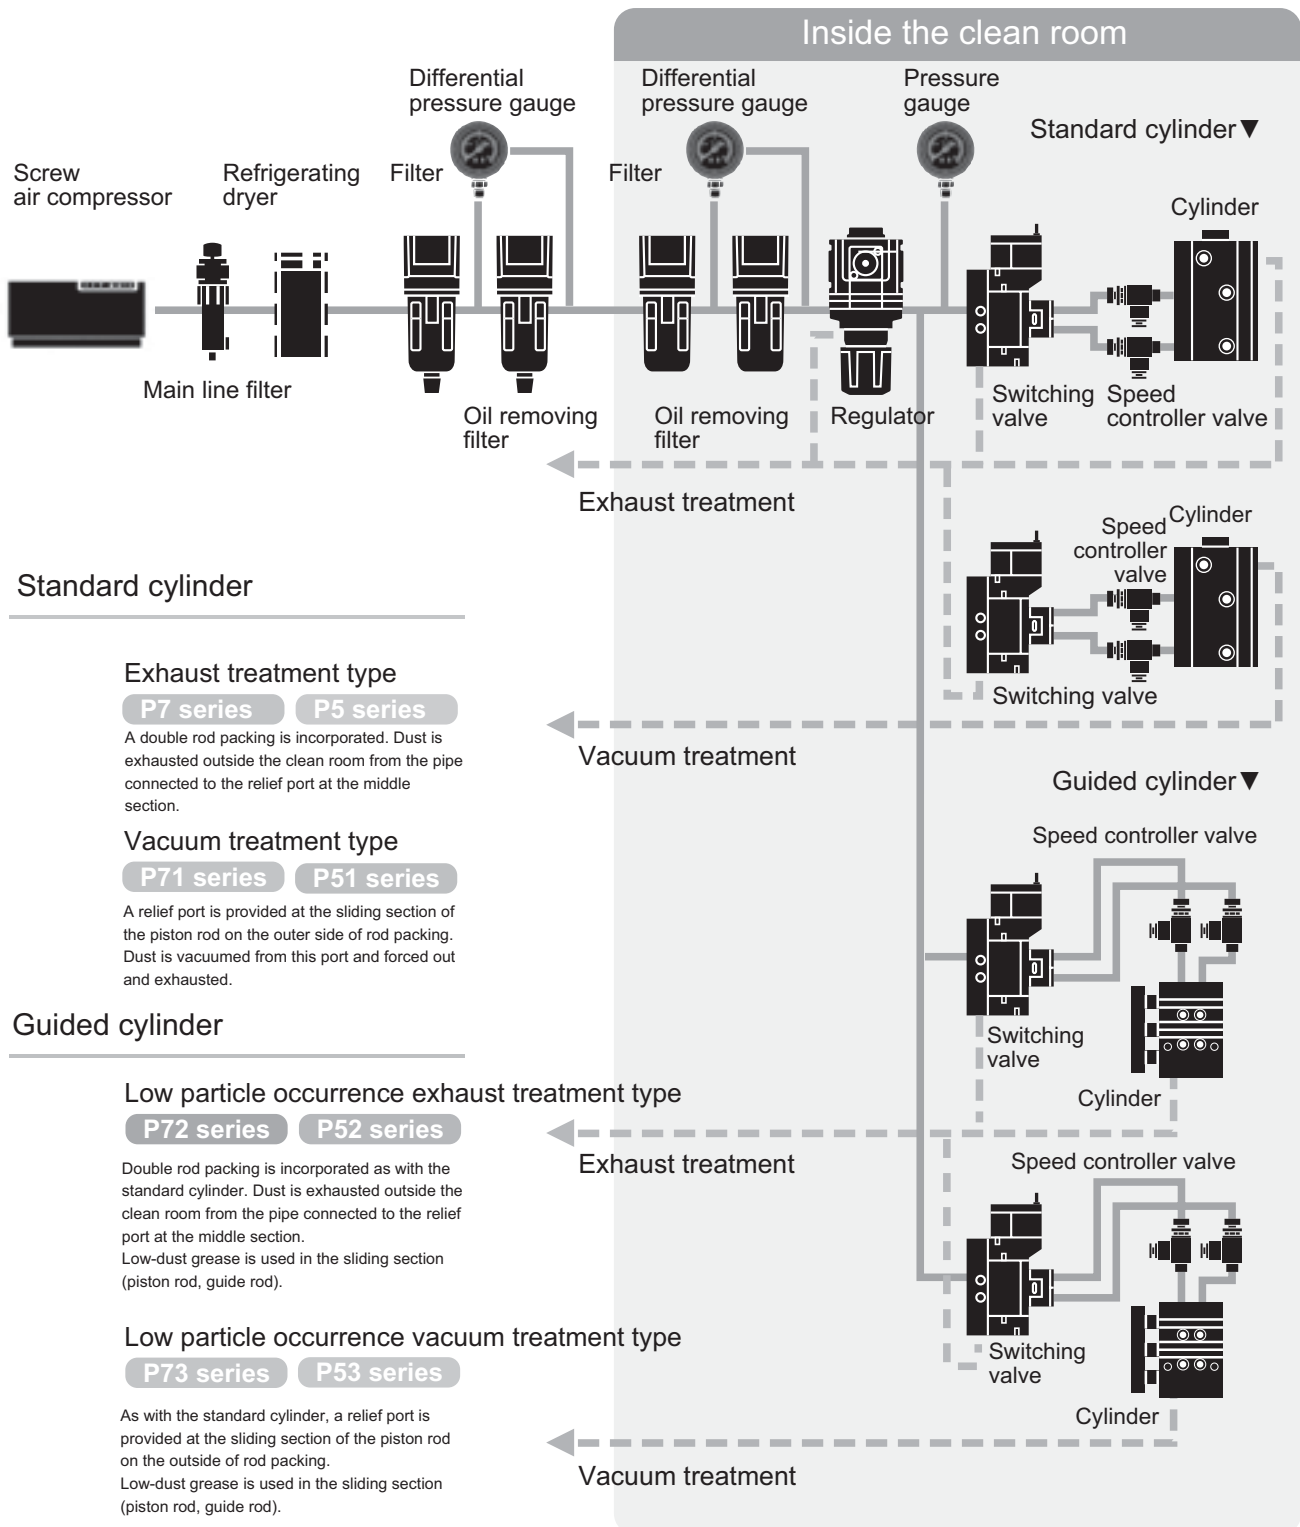 Inside the clean room
Differential
pressure gauge
Differential
pressure gauge
Pressure
gauge
Standard cylinder▼
Screw
air compressor
Refrigerating
dryer
Filter
Filter
Cylinder
Main line filter
Oil removing
filter
Oil removing
filter
Regulator
Switching
valve
Speed
controller valve
Exhaust treatment
Speed
controller
valve
Cylinder
Switching valve
Vacuum treatment
Standard cylinder
Exhaust treatment type
P7 series
P5 series
A double rod packing is incorporated. Dust is
exhausted outside the clean room from the pipe
connected to the relief port at the middle
section.
Vacuum treatment type
P71 series
P51 series
A relief port is provided at the sliding section of
the piston rod on the outer side of rod packing.
Dust is vacuumed from this port and forced out
and exhausted.
Guided cylinder▼
Speed controller valve
Switching
valve
Cylinder
Guided cylinder
Low particle occurrence exhaust treatment type
P72 series
P52 series
Double rod packing is incorporated as with the
standard cylinder. Dust is exhausted outside the
clean room from the pipe connected to the relief
port at the middle section.
Low-dust grease is used in the sliding section
(piston rod, guide rod).
Exhaust treatment
Speed controller valve
Switching
valve
Cylinder
Low particle occurrence vacuum treatment type
P73 series
P53 series
As with the standard cylinder, a relief port is
provided at the sliding section of the piston rod
on the outside of rod packing.
Low-dust grease is used in the sliding section
(piston rod, guide rod).
Vacuum treatment